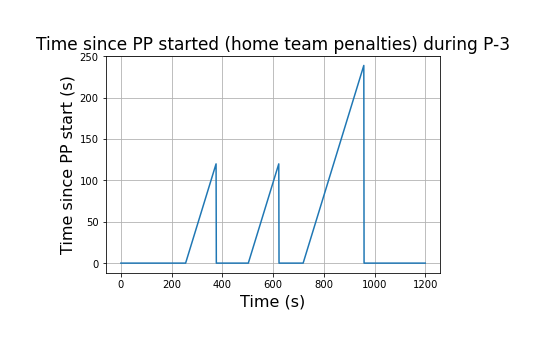 Time since PP started (home team penalties) during P-3
250
200
150
100
50
0
Time since PP start (s)
0 200 400 600 800 1000 1200
Time (s)